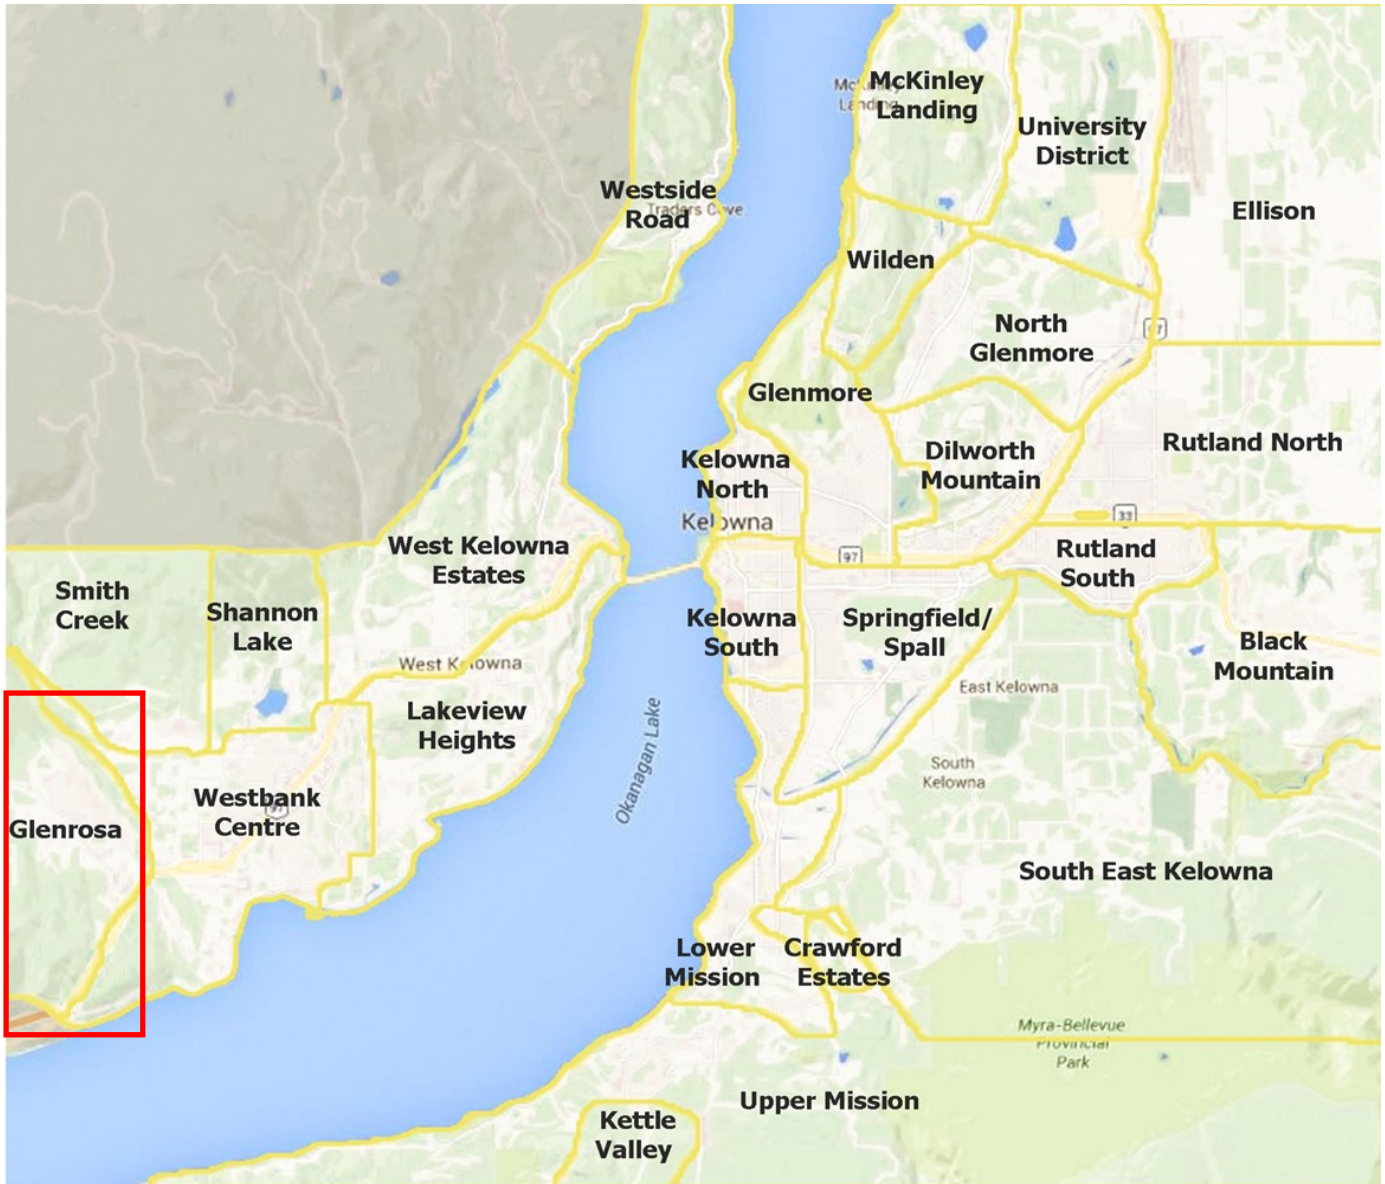 McKinley
Landing
McKinley
Landing
University
District
Westside
Road
Traders Cove
Ellison
Wilden
North
Glenmore
97
Glenmore
Rutland North
Dilworth
Mountain
Kelowna
North
Kelowna
33
West Kelowna
Estates
97
Rutland
South
Smith
Creek
Shannon
Lake
Kelowna
South
Springfield/
Spall
Black
Mountain
West Kelowna
East Kelowna
Lakeview
Heights
Okanagan Lake
South
Kelowna
Westbank
Centre
97
Glenrosa
South East Kelowna
Lower
Mission
Crawford
Estates
Myra-Bellevue
Provincial
Park
Upper Mission
Kettle
Valley